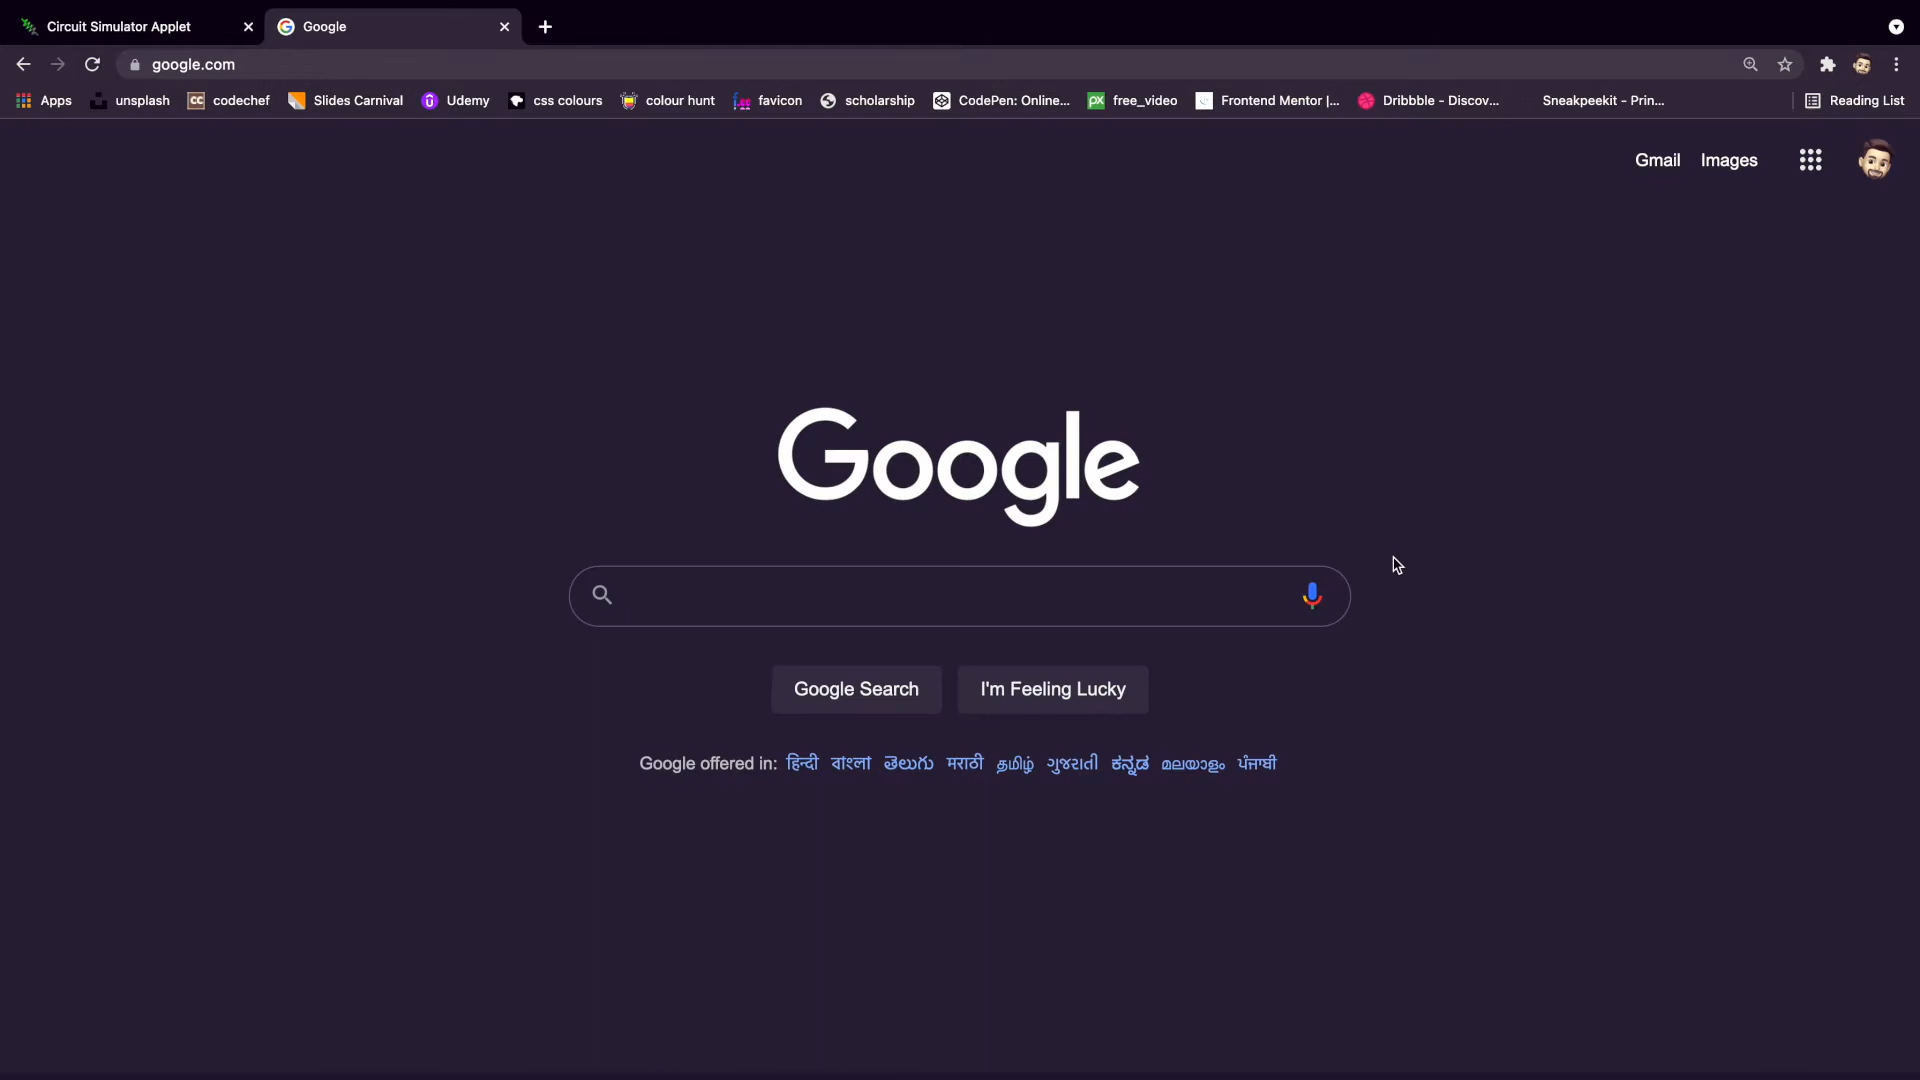 Circuit Simulator Applet Google
google.com
Apps unsplash CC codechef Slides Carnival Udemy css colours colour hunt favicon scholarship CodePen: Online... px free_video Frontend Mentor |... Dribbble - Discov... Sneakpeekit - Prin... Reading List
Gmail Images
Google
Google Search I'm Feeling Lucky
Google offered in: हिन्दी বাংলা తెలుగు मराठी தமிழ் ગુજરાતી ಕನ್ನಡ മലയാളം ਪੰਜਾਬੀ